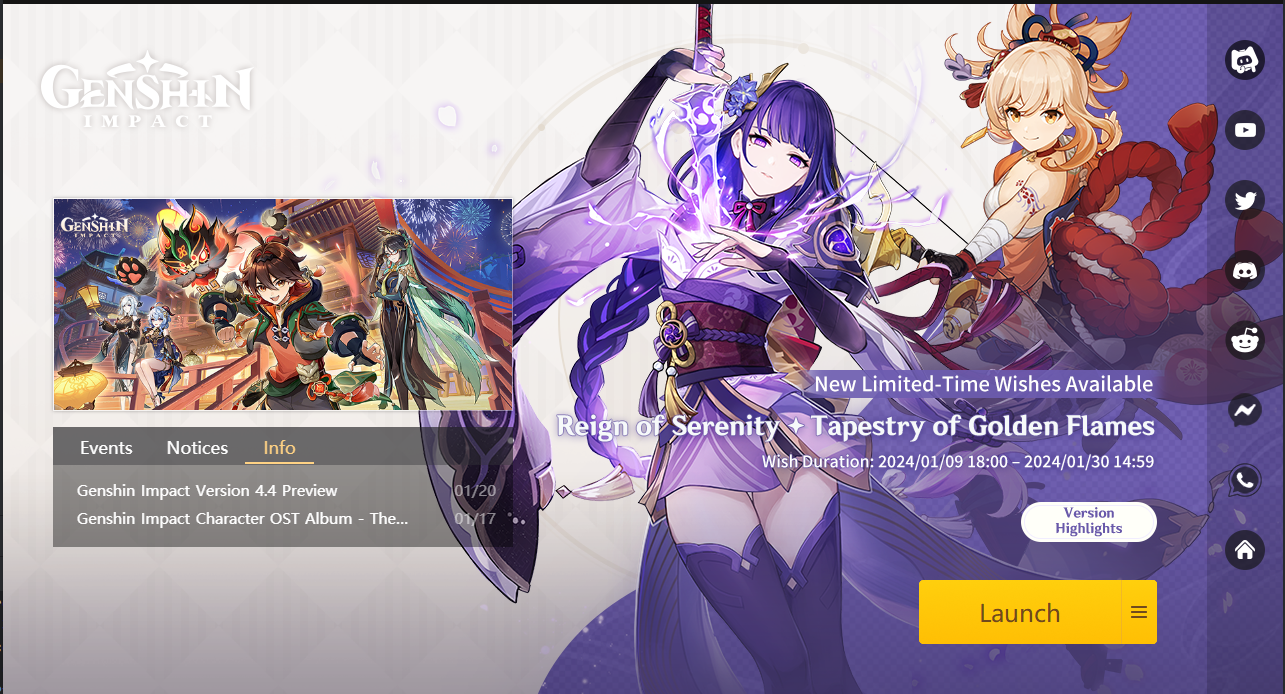 GENSHIN
IMPACT
GENSHIN
IMPACT
Events Notices Info
Genshin Impact Version 4.4 Preview 01/20
Genshin Impact Character OST Album - The... 01/17
New Limited-Time Wishes Available
Reign of Serenity ✦ Tapestry of Golden Flames
Wish Duration: 2024/01/09 18:00 – 2024/01/30 14:59
Version
Highlights
Launch